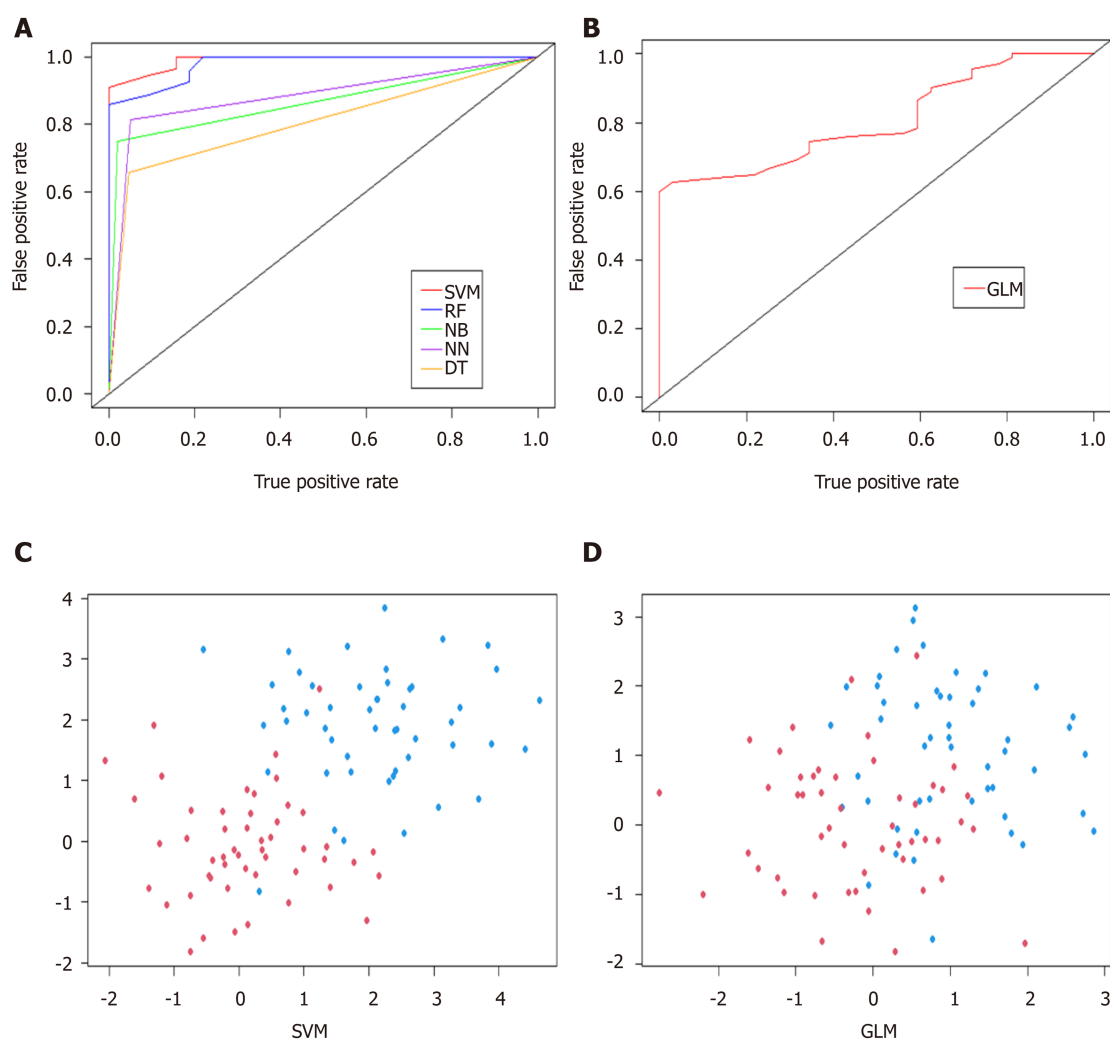 A
1.0
0.8
0.6
0.4
0.2
0.0
False positive rate
SVM
RF
NB
NN
DT
0.0 0.2 0.4 0.6 0.8 1.0
True positive rate
B
1.0
0.8
0.6
0.4
0.2
0.0
False positive rate
GLM
0.0 0.2 0.4 0.6 0.8 1.0
True positive rate
C
4
3
2
1
0
-1
-2
-2 -1 0 1 2 3 4
SVM
D
3
2
1
0
-1
-2
-2 -1 0 1 2 3
GLM